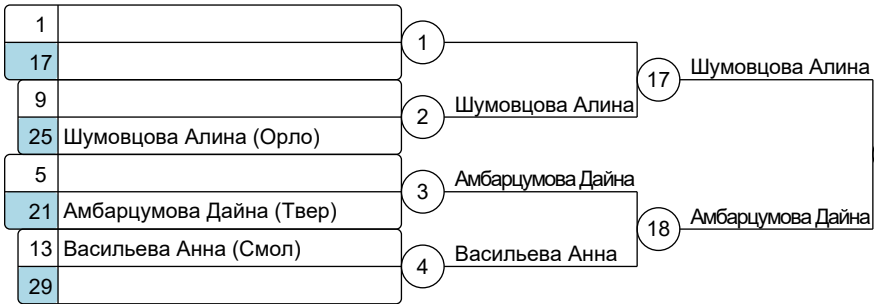 1
17
1
9
25 Шумовцова Алина (Орло)
2
Шумовцова Алина
17
Шумовцова Алина
5
21 Амбарцумова Дайна (Твер)
3
Амбарцумова Дайна
13 Васильева Анна (Смол)
29
4
Васильева Анна
18
Амбарцумова Дайна